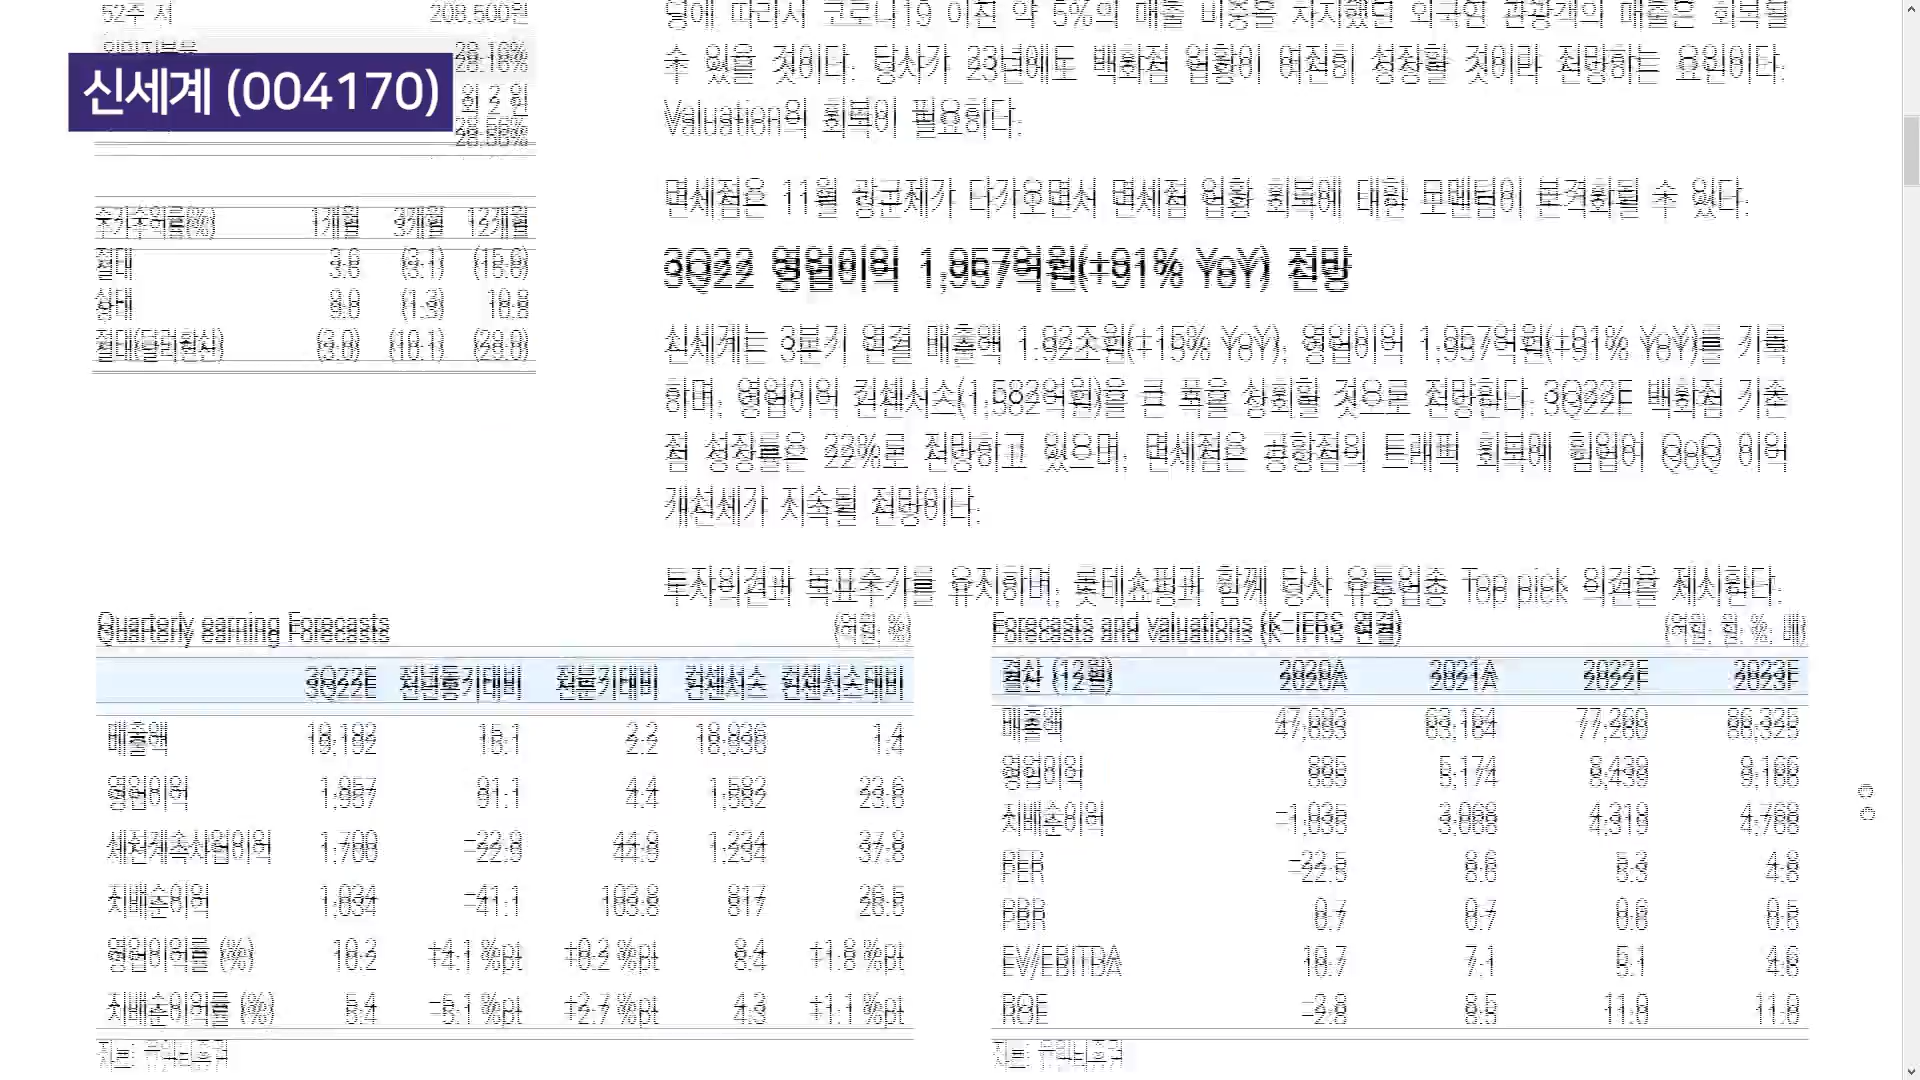 52주 저 208,500원
신세계 (004170)
28.16%
주가수익률(%) 1개월 3개월 12개월
절대 (3.1)
상대 (1.3)
절대(달러환산) (10.1)
수 있을 것이다. 당사가 23년에도 백화점 업황이 여전히 성장할 것이라 전망하는 요인이다.
Valuation의 회복이 필요하다.
면세점은 11월 광군제가 다가오면서 면세점 업황 회복에 대한 모멘텀이 본격화될 수 있다.
3Q22 영업이익 1,957억원(+91% YoY) 전망
신세계는 3분기 연결 매출액 1.92조원(+15% YoY), 영업이익 1,957억원(+91% YoY)를 기록
하며, 영업이익 컨센서스(1,582억원)을 큰 폭을 상회할 것으로 전망한다. 3Q22E 백화점 기존
점 성장률은 22%로 전망하고 있으며, 면세점은 공항점의 트래픽 회복에 힘입어 QoQ 이익
개선세가 지속될 전망이다.
투자의견과 목표주가를 유지하며, 롯데쇼핑과 함께 당사 유통업종 Top pick 의견을 제시한다.
Quarterly earning Forecasts (억원, %)
3Q22E 전년동기대비 전분기대비 컨센서스 컨센서스대비
매출액 19,192 15.1 2.2 18,936 1.4
영업이익 1,957 91.1 4.4 1,582 23.6
세전계속사업이익 1,700 -22.9 44.9 1,234 37.8
지배순이익 1,034 -41.1 103.8 817 26.5
영업이익률 (%) 10.2 +4.1 %pt +0.2 %pt 8.4 +1.8 %pt
지배순이익률 (%) 5.4 -5.1 %pt +2.7 %pt 4.3 +1.1 %pt
자료: 유안타증권
Forecasts and valuations (K-IFRS 연결) (억원, 원, %, 배)
결산 (12월) 2020A 2021A 2022F 2023F
매출액 47,693 63,164 77,260 86,325
영업이익 885 5,174 8,439 9,166
지배순이익 -1,035 4,768
PER -22.5 8.6 5.3 4.8
PBR 0.7 0.7 0.6 0.5
EV/EBITDA 10.7 7.1 5.1 4.6
ROE -2.8 8.5 11.0 11.0
자료: 유안타증권